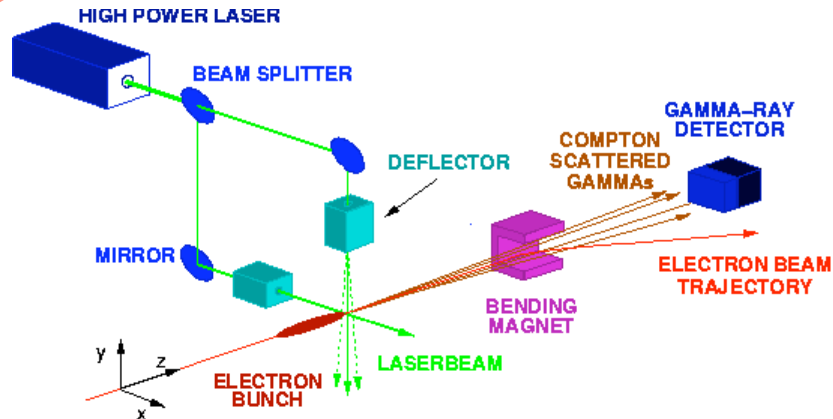 HIGH POWER LASER
BEAM SPLITTER
GAMMA-RAY
DETECTOR
COMPTON
SCATTERED
GAMMAs
DEFLECTOR
MIRROR
ELECTRON BEAM
TRAJECTORY
BENDING
MAGNET
y
z
x
LASERBEAM
ELECTRON
BUNCH